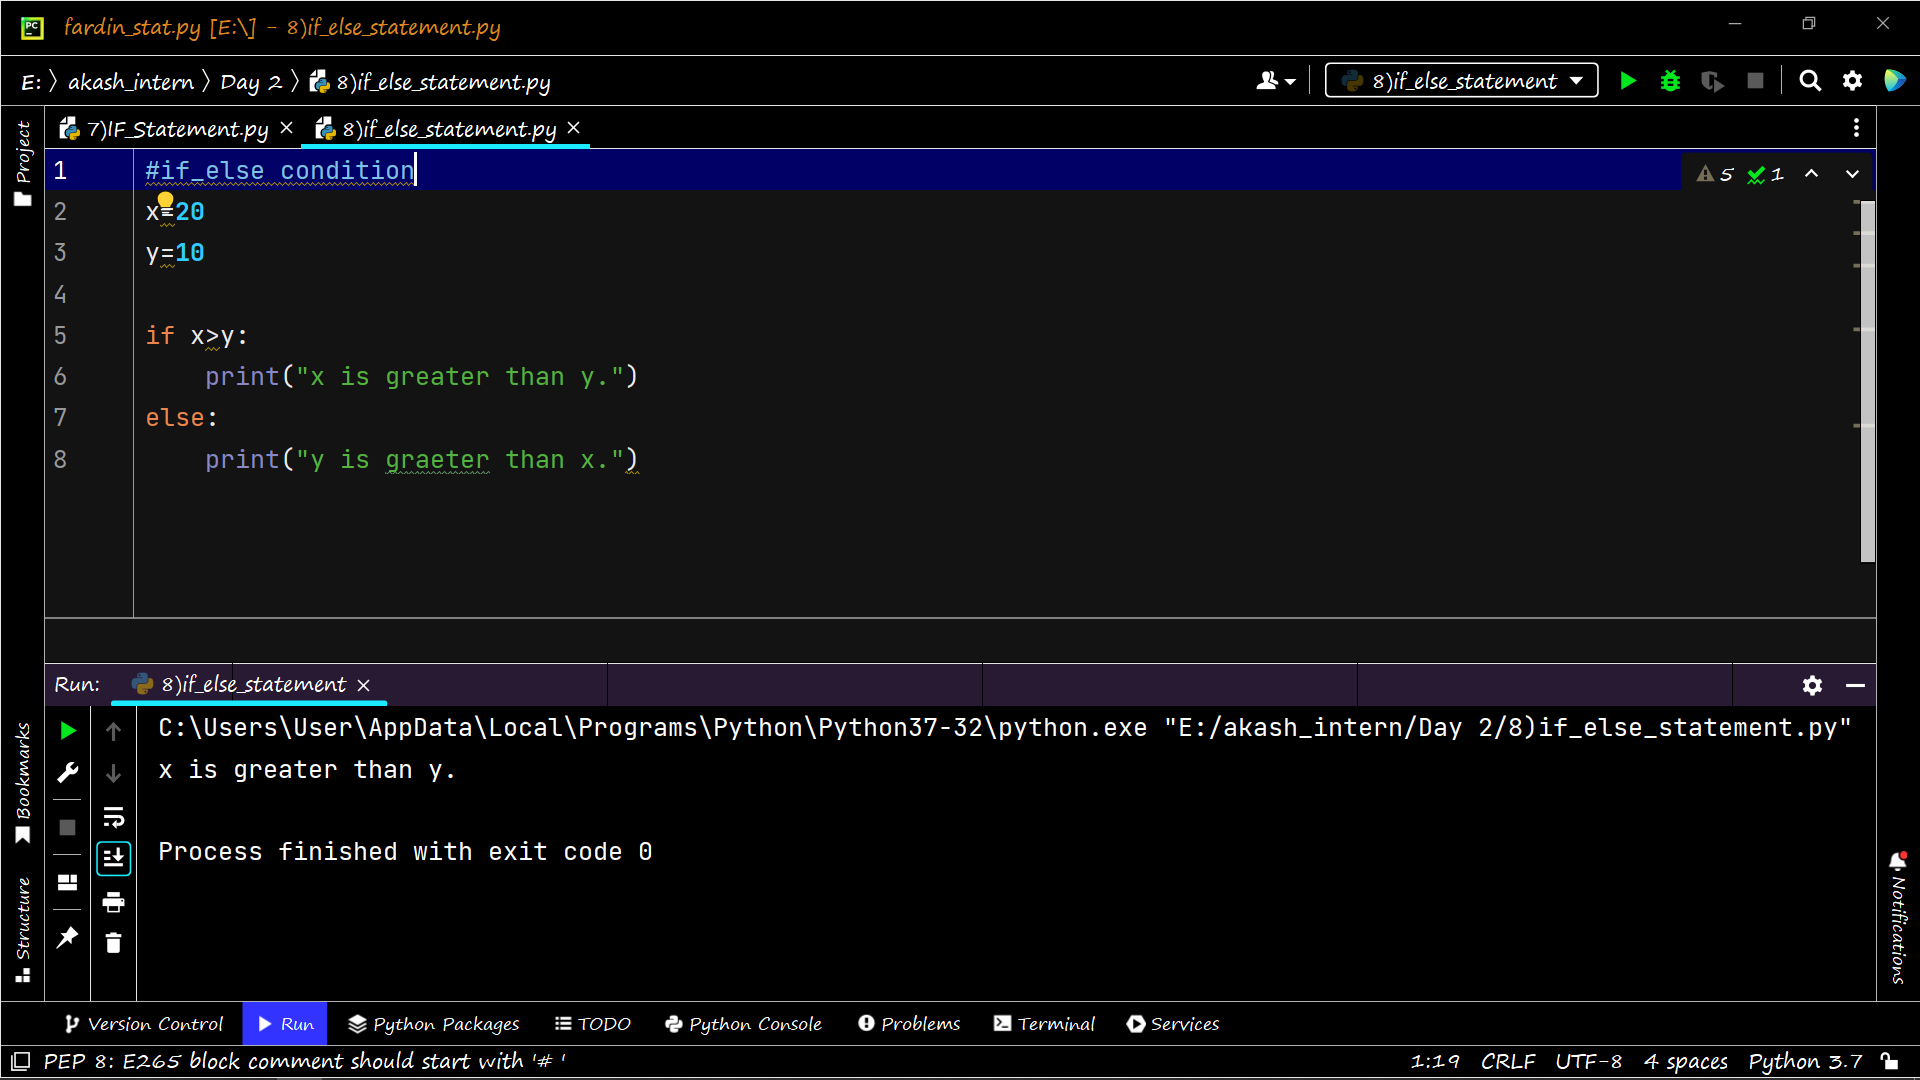 fardin_stat.py [E:\] - 8)if_else_statement.py
E: 〉 akash_intern 〉 Day 2 〉 8)if_else_statement.py
8)if_else_statement
Project
7)IF_Statement.py
8)if_else_statement.py
1 #if_else condition
5 1
2 x=20
3 y=10
4
5 if x>y:
6 print("x is greater than y.")
7 else:
8 print("y is graeter than x.")
Run: 8)if_else_statement
C:\Users\User\AppData\Local\Programs\Python\Python37-32\python.exe "E:/akash_intern/Day 2/8)if_else_statement.py"
x is greater than y.
Process finished with exit code 0
Bookmarks
Structure
Notifications
Version Control Run Python Packages TODO Python Console Problems Terminal Services
PEP 8: E265 block comment should start with '# ' 1:19 CRLF UTF-8 4 spaces Python 3.7